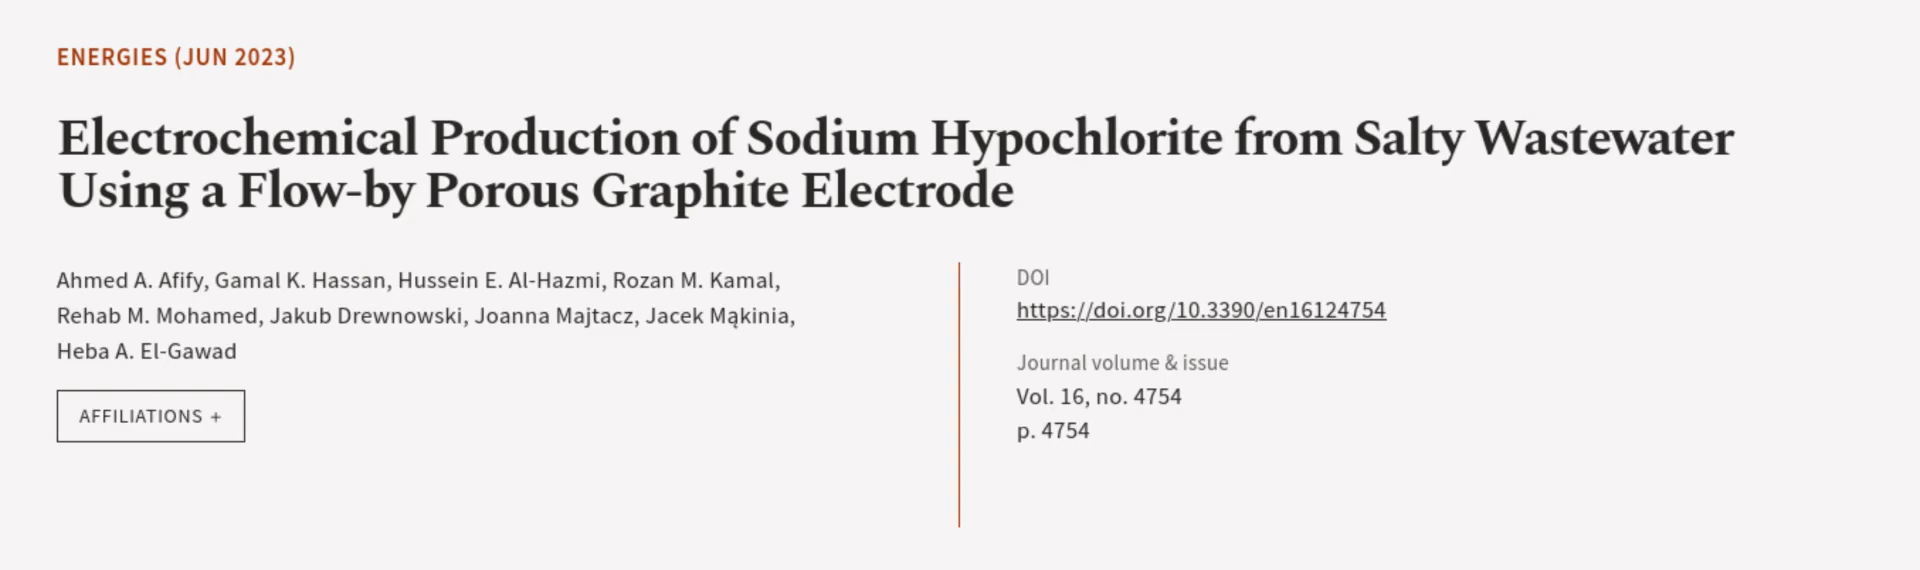 ENERGIES (JUN 2023)
Electrochemical Production of Sodium Hypochlorite from Salty Wastewater
Using a Flow-by Porous Graphite Electrode
Ahmed A. Afify, Gamal K. Hassan, Hussein E. Al-Hazmi, Rozan M. Kamal,
Rehab M. Mohamed, Jakub Drewnowski, Joanna Majtacz, Jacek Mąkinia,
Heba A. El-Gawad
AFFILIATIONS +
DOI
https://doi.org/10.3390/en16124754
Journal volume & issue
Vol. 16, no. 4754
p. 4754